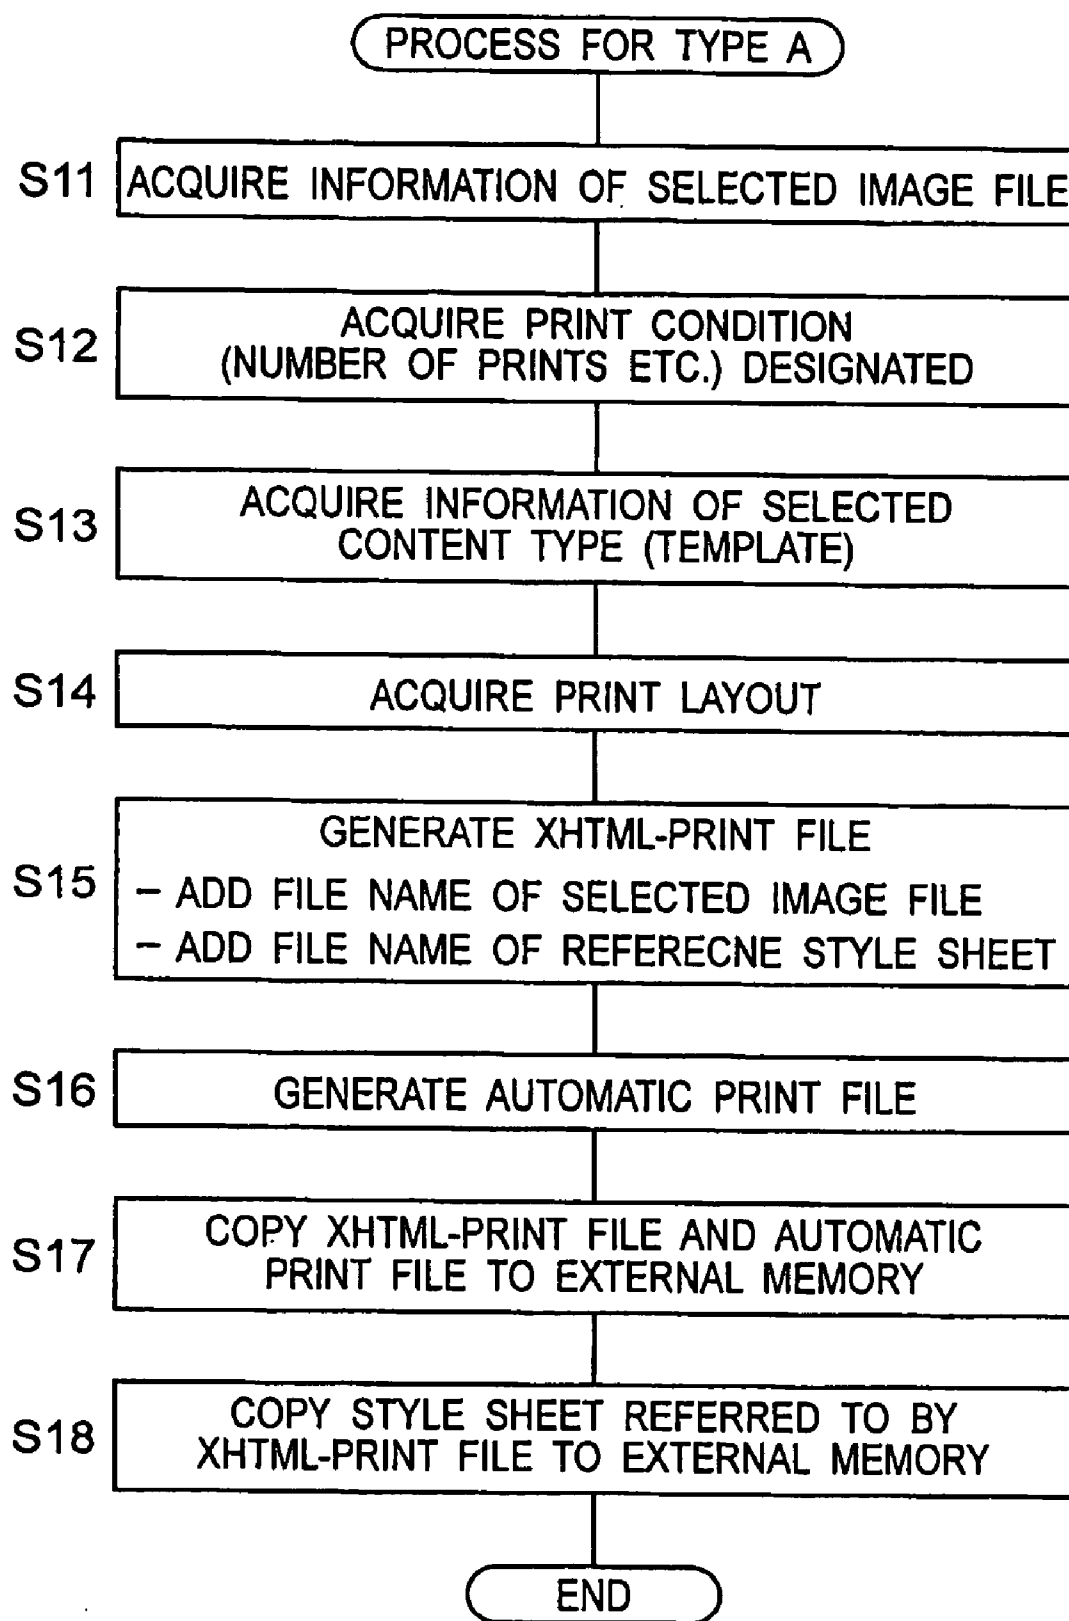 PROCESS FOR TYPE A
S11 ACQUIRE INFORMATION OF SELECTED IMAGE FILE
S12 ACQUIRE PRINT CONDITION
(NUMBER OF PRINTS ETC.) DESIGNATED
S13 ACQUIRE INFORMATION OF SELECTED
CONTENT TYPE (TEMPLATE)
S14 ACQUIRE PRINT LAYOUT
GENERATE XHTML-PRINT FILE
S15 – ADD FILE NAME OF SELECTED IMAGE FILE
– ADD FILE NAME OF REFERECNE STYLE SHEET
S16 GENERATE AUTOMATIC PRINT FILE
S17 COPY XHTML-PRINT FILE AND AUTOMATIC
PRINT FILE TO EXTERNAL MEMORY
S18 COPY STYLE SHEET REFERRED TO BY
XHTML-PRINT FILE TO EXTERNAL MEMORY
END